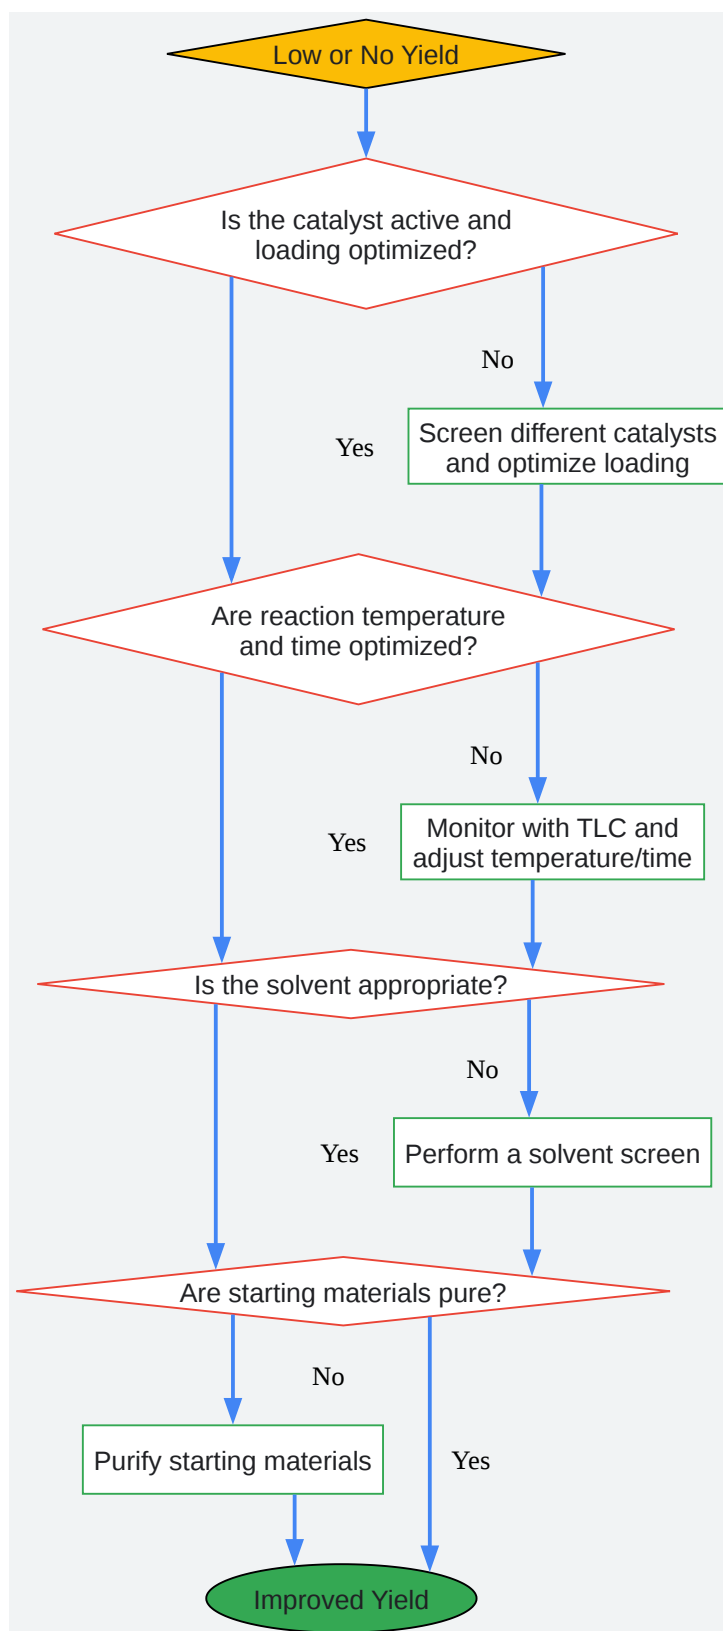 Low or No Yield
Is the catalyst active and
loading optimized?
No
Yes
Screen different catalysts
and optimize loading
Are reaction temperature
and time optimized?
No
Yes
Monitor with TLC and
adjust temperature/time
Is the solvent appropriate?
No
Yes
Perform a solvent screen
Are starting materials pure?
No
Purify starting materials
Yes
Improved Yield